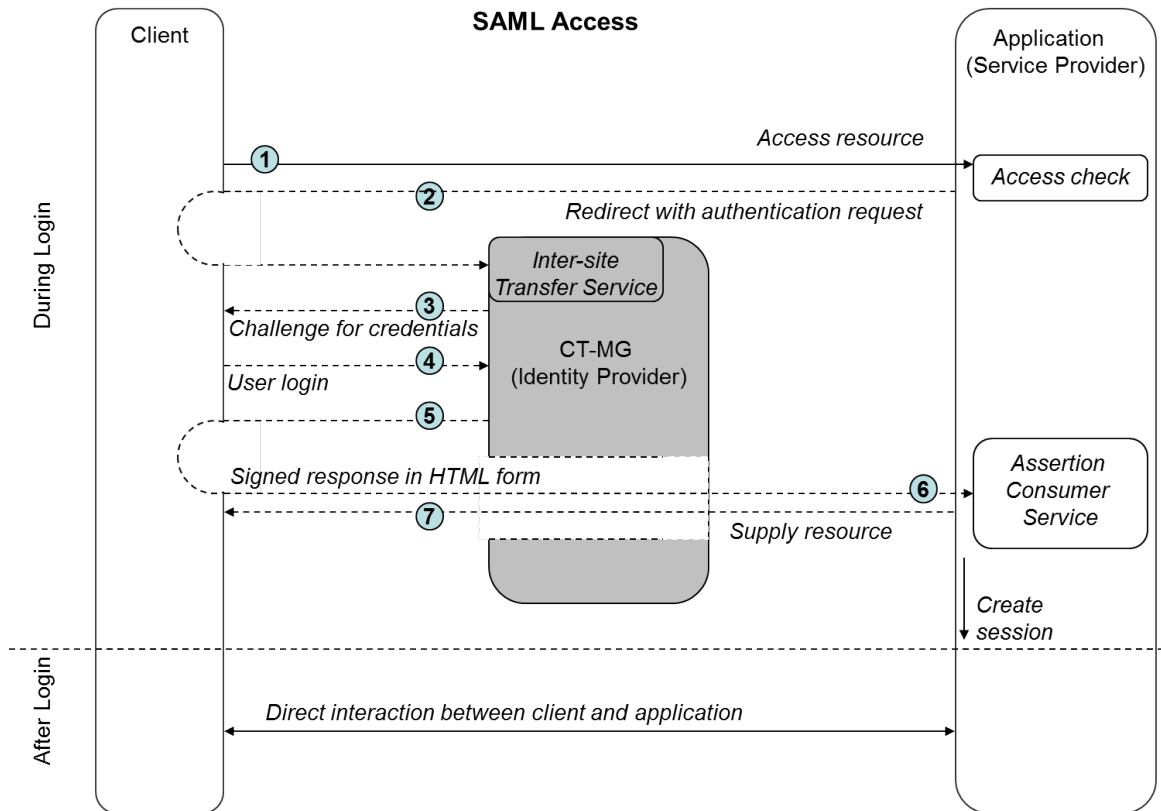 SAML Access
Client
Application
(Service Provider)
During Login
1
Access resource
Access check
2
Redirect with authentication request
Inter-site
Transfer Service
3
Challenge for credentials
CT-MG
(Identity Provider)
4
User login
5
Signed response in HTML form
6
Assertion
Consumer
Service
7
Supply resource
Create
session
After Login
Direct interaction between client and application